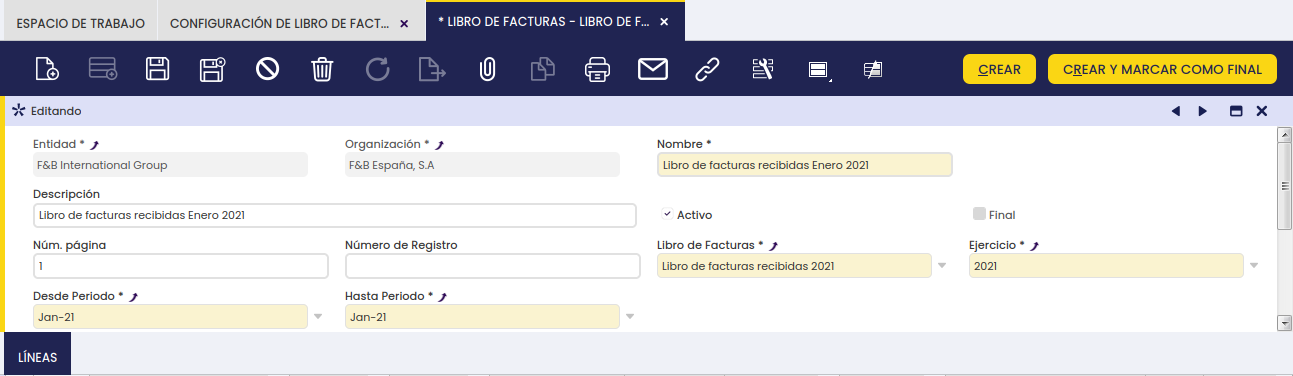 ESPACIO DE TRABAJO CONFIGURACIÓN DE LIBRO DE FACT... × * LIBRO DE FACTURAS - LIBRO DE F... ×
CREAR CREAR Y MARCAR COMO FINAL
Editando
Entidad * Organización * Nombre *
F&B International Group F&B España, S.A Libro de facturas recibidas Enero 2021
Descripción
Libro de facturas recibidas Enero 2021 Activo Final
Núm. página Número de Registro Libro de Facturas * Ejercicio *
1 Libro de facturas recibidas 2021 2021
Desde Periodo * Hasta Periodo *
Jan-21 Jan-21
LÍNEAS